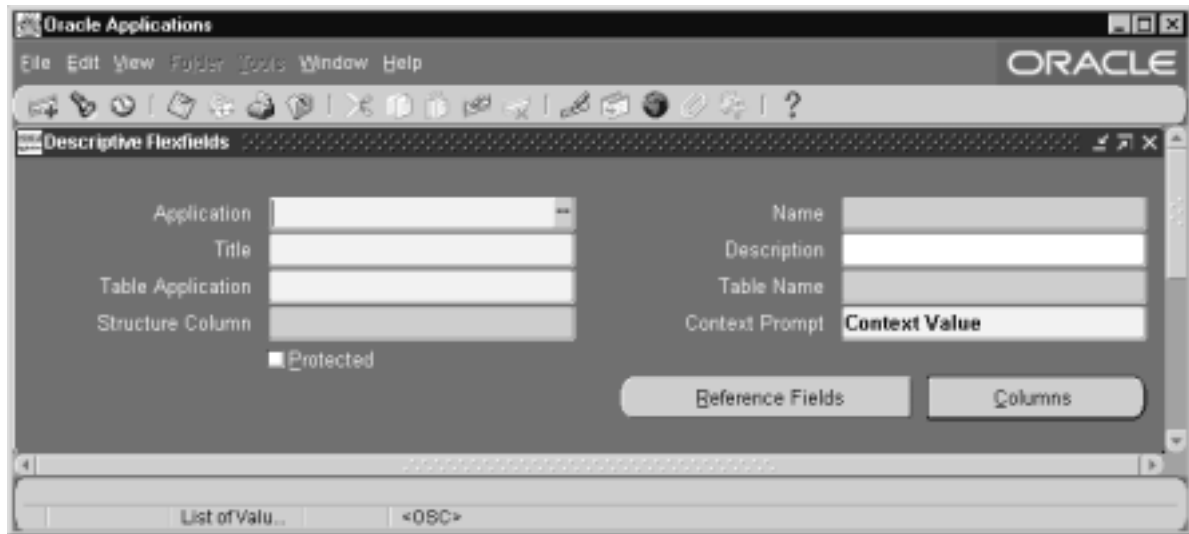 Oracle Applications
File Edit View Folder Tools Window Help
ORACLE
?
Descriptive Flexfields
Application Name
Title Description
Table Application Table Name
Structure Column Context Prompt Context Value
Protected
Reference Fields Columns
List of Valu... <OSC>